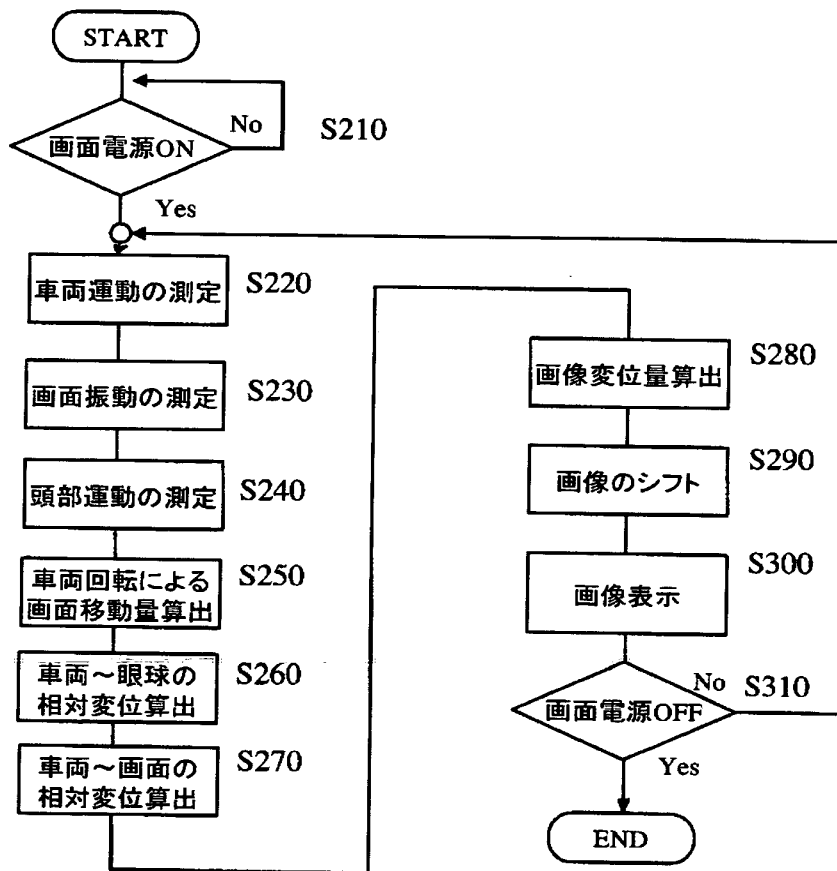 START
画面電源ON
No
S210
Yes
車両運動の測定
S220
画面振動の測定
S230
頭部運動の測定
S240
車両回転による
画面移動量算出
S250
車両～眼球の
相対変位算出
S260
車両～画面の
相対変位算出
S270
画像変位量算出
S280
画像のシフト
S290
画像表示
S300
画面電源OFF
No
S310
Yes
END